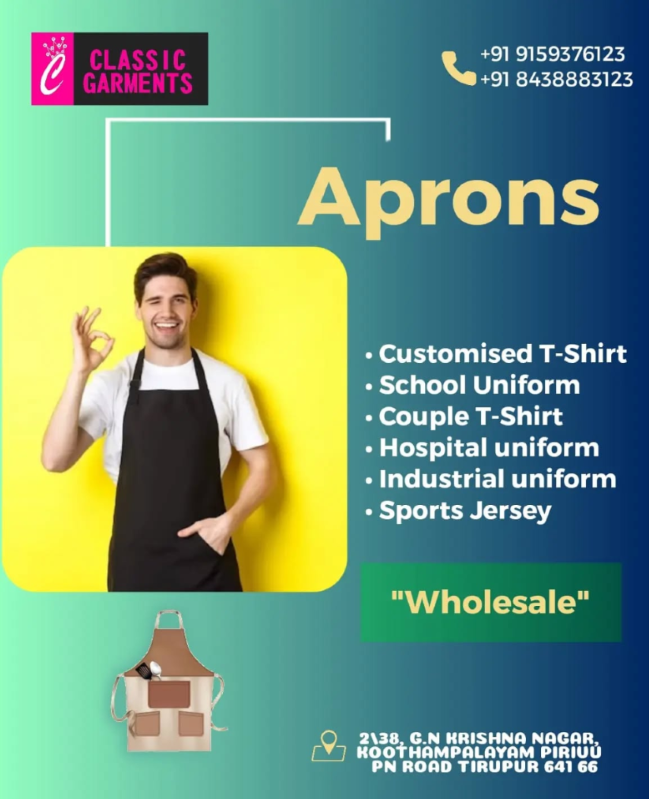 CLASSIC
GARMENTS
+91 9159376123
+91 8438883123
Aprons
• Customised T-Shirt
• School Uniform
• Couple T-Shirt
• Hospital uniform
• Industrial uniform
• Sports Jersey
"Wholesale"
2\38, G.N KRISHNA NAGAR,
KOOTHAMPALAYAM PIRIVU
PN ROAD TIRUPUR 641 66